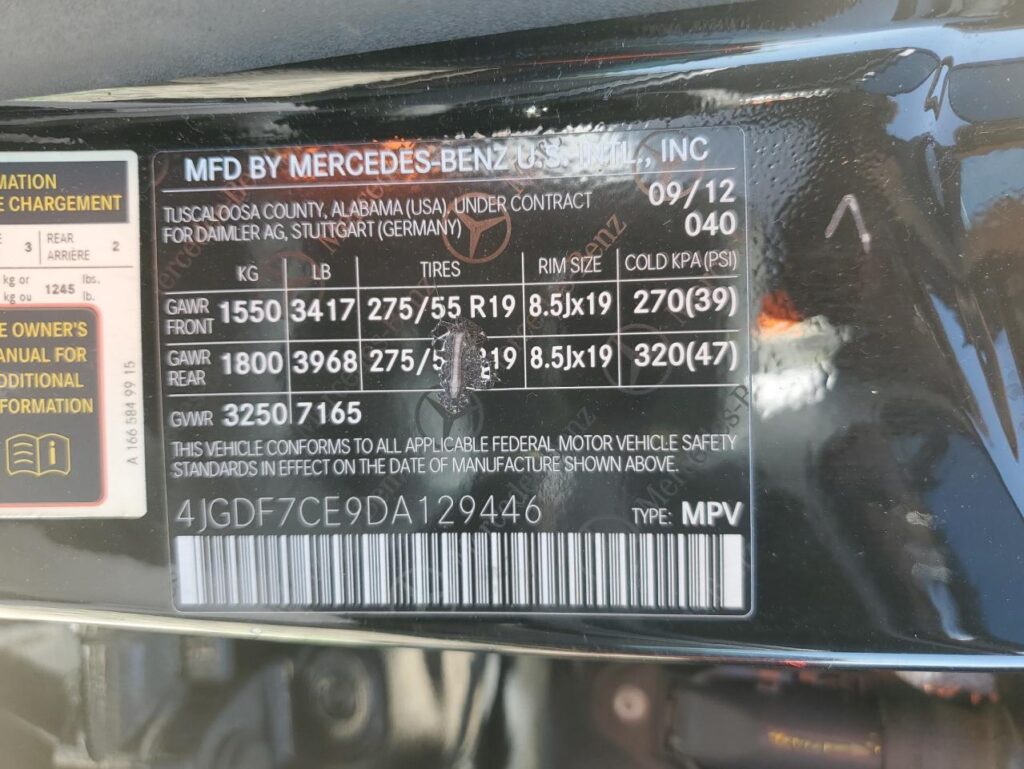 MFD BY MERCEDES-BENZ U.S. INTL., INC
TUSCALOOSA COUNTY, ALABAMA (USA), UNDER CONTRACT
FOR DAIMLER AG, STUTTGART (GERMANY)
09/12
040
KG LB TIRES RIM SIZE COLD KPA(PSI)
GAWR FRONT 1550 3417 275/55 R19 8.5Jx19 270(39)
GAWR REAR 1800 3968 275/5 R19 8.5Jx19 320(47)
GVWR 3250 7165
THIS VEHICLE CONFORMS TO ALL APPLICABLE FEDERAL MOTOR VEHICLE SAFETY
STANDARDS IN EFFECT ON THE DATE OF MANUFACTURE SHOWN ABOVE.
4JGDF7CE9DA129446 TYPE: MPV
MATION
E CHARGEMENT
3 REAR ARRIÈRE 2
kg or
kg ou 1245 lbs.
lb.
E OWNER'S
ANUAL FOR
DDITIONAL
FORMATION
A 166 584 99 15